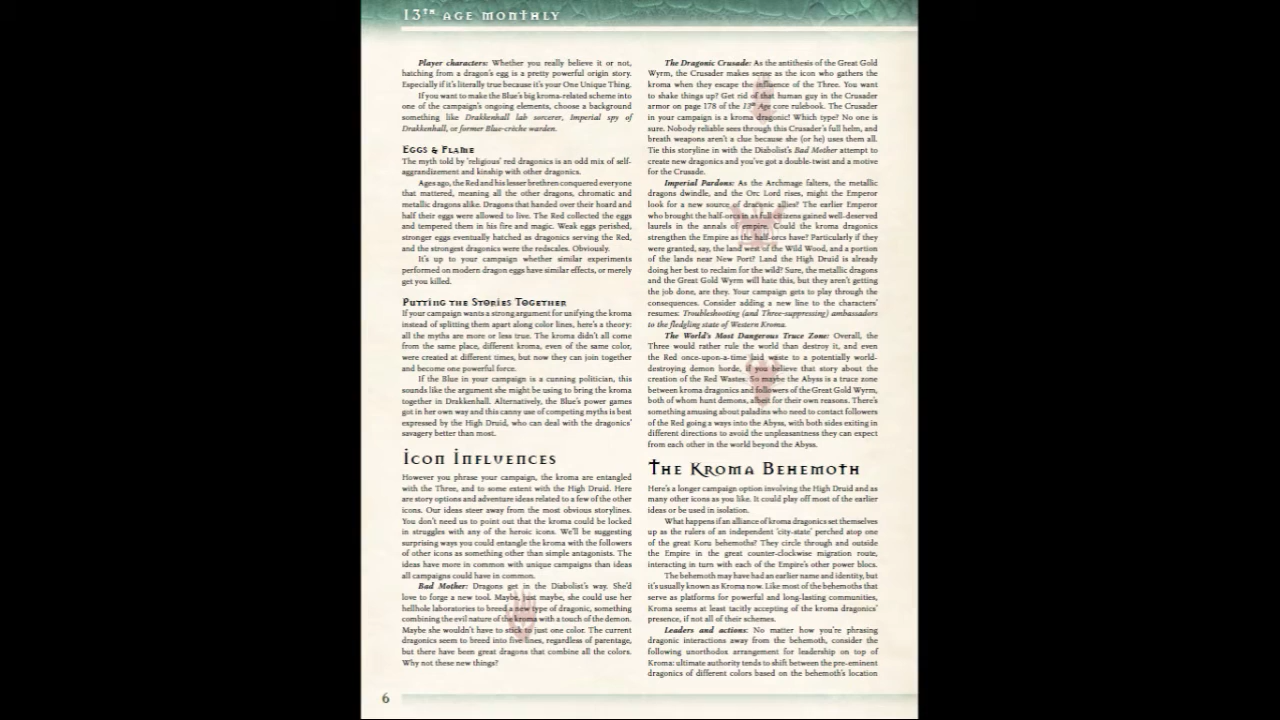 13TH AGE MONTHLY
Player characters: Whether you really believe it or not,
hatching from a dragon's egg is a pretty powerful origin story.
Especially if it's literally true because it's your One Unique Thing.
If you want to make the Blue's big kroma-related scheme into
one of the campaign's ongoing elements, choose a background
something like Drakkenhall lab sorcerer, Imperial spy of
Drakkenhall, or former Blue-crèche warden.
Eggs & Flame
The myth told by 'religious' red dragonics is an odd mix of self-
aggrandizement and kinship with other dragonics.
Ages ago, the Red and his lesser brethren conquered everyone
that mattered, meaning all the other dragons, chromatic and
metallic dragons alike. Dragons that handed over their hoard and
half their eggs were allowed to live. The Red collected the eggs
and tempered them in his fire and magic. Weak eggs perished,
stronger eggs eventually hatched as dragonics serving the Red,
and the strongest dragonics were the redscales. Obviously.
It's up to your campaign whether similar experiments
performed on modern dragon eggs have similar effects, or merely
get you killed.
Putting the Stories Together
If your campaign wants a strong argument for unifying the kroma
instead of splitting them apart along color lines, here's a theory:
all the myths are more or less true. The kroma didn't all come
from the same place, different kroma, even of the same color,
were created at different times, but now they can join together
and become one powerful force.
If the Blue in your campaign is a cunning politician, this
sounds like the argument she might be using to bring the kroma
together in Drakkenhall. Alternatively, the Blue's power games
got in her own way and this canny use of competing myths is best
expressed by the High Druid, who can deal with the dragonics'
savagery better than most.
Icon Influences
However you phrase your campaign, the kroma are entangled
with the Three, and to some extent with the High Druid. Here
are story options and adventure ideas related to a few of the other
icons. Our ideas steer away from the most obvious storylines.
You don't need us to point out that the kroma could be locked
in struggles with any of the heroic icons. We'll be suggesting
surprising ways you could entangle the kroma with the followers
of other icons as something other than simple antagonists. The
ideas have more in common with unique campaigns than ideas
all campaigns could have in common.
Bad Mother: Dragons get in the Diabolist's way. She'd
love to forge a new tool. Maybe, just maybe, she could use her
hellhole laboratories to breed a new type of dragonic, something
combining the evil nature of the kroma with a touch of the demon.
Maybe she wouldn't have to stick to just one color. The current
dragonics seem to breed into five lines, regardless of parentage,
but there have been great dragons that combine all the colors.
Why not these new things?
The Dragonic Crusade: As the antithesis of the Great Gold
Wyrm, the Crusader makes sense as the icon who gathers the
kroma when they escape the influence of the Three. You want
to shake things up? Get rid of that human guy in the Crusader
armor on page 178 of the 13th Age core rulebook. The Crusader
in your campaign is a kroma dragonic! Which type? No one is
sure. Nobody reliable sees through this Crusader's full helm, and
breath weapons aren't a clue because she (or he) uses them all.
Tie this storyline in with the Diabolist's Bad Mother attempt to
create new dragonics and you've got a double-twist and a motive
for the Crusade.
Imperial Pardons: As the Archmage falters, the metallic
dragons dwindle, and the Orc Lord rises, might the Emperor
look for a new source of draconic allies? The earlier Emperor
who brought the half-orcs in as full citizens gained well-deserved
laurels in the annals of empire. Could the kroma dragonics
strengthen the Empire as the half-orcs have? Particularly if they
were granted, say, the land west of the Wild Wood, and a portion
of the lands near New Port? Land the High Druid is already
doing her best to reclaim for the wild? Sure, the metallic dragons
and the Great Gold Wyrm will hate this, but they aren't getting
the job done, are they. Your campaign gets to play through the
consequences. Consider adding a new line to the characters'
resumes: Troubleshooting (and Three-suppressing) ambassadors
to the fledgling state of Western Kroma.
The World's Most Dangerous Truce Zone: Overall, the
Three would rather rule the world than destroy it, and even
the Red once-upon-a-time laid waste to a potentially world-
destroying demon horde, if you believe that story about the
creation of the Red Wastes. So maybe the Abyss is a truce zone
between kroma dragonics and followers of the Great Gold Wyrm,
both of whom hunt demons, albeit for their own reasons. There's
something amusing about paladins who need to contact followers
of the Red going a ways into the Abyss, with both sides exiting in
different directions to avoid the unpleasantness they can expect
from each other in the world beyond the Abyss.
The Kroma Behemoth
Here's a longer campaign option involving the High Druid and as
many other icons as you like. It could play off most of the earlier
ideas or be used in isolation.
What happens if an alliance of kroma dragonics set themselves
up as the rulers of an independent 'city-state' perched atop one
of the great Koru behemoths? They circle through and outside
the Empire in the great counter-clockwise migration route,
interacting in turn with each of the Empire's other power blocs.
The behemoth may have had an earlier name and identity, but
it's usually known as Kroma now. Like most of the behemoths that
serve as platforms for powerful and long-lasting communities,
Kroma seems at least tacitly accepting of the kroma dragonics'
presence, if not all of their schemes.
Leaders and actions: No matter how you're phrasing
dragonic interactions away from the behemoth, consider the
following unorthodox arrangement for leadership on top of
Kroma: ultimate authority tends to shift between the pre-eminent
dragonics of different colors based on the behemoth's location
6